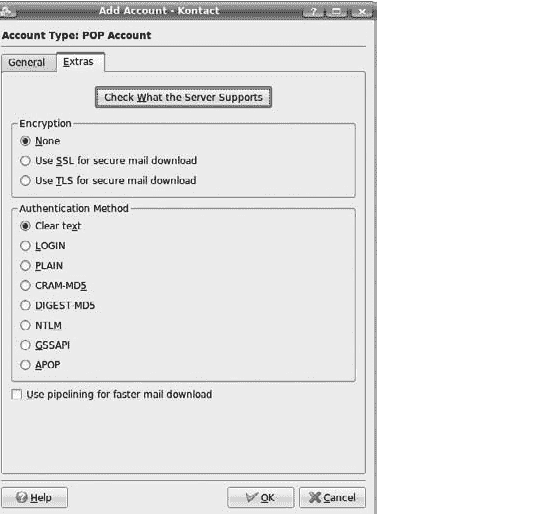 Add Account - Kontact
Account Type: POP Account
General Extras
Check What the Server Supports
Encryption
None
Use SSL for secure mail download
Use TLS for secure mail download
Authentication Method
Clear text
LOGIN
PLAIN
CRAM-MD5
DIGEST-MD5
NTLM
GSSAPI
APOP
Use pipelining for faster mail download
Help OK Cancel